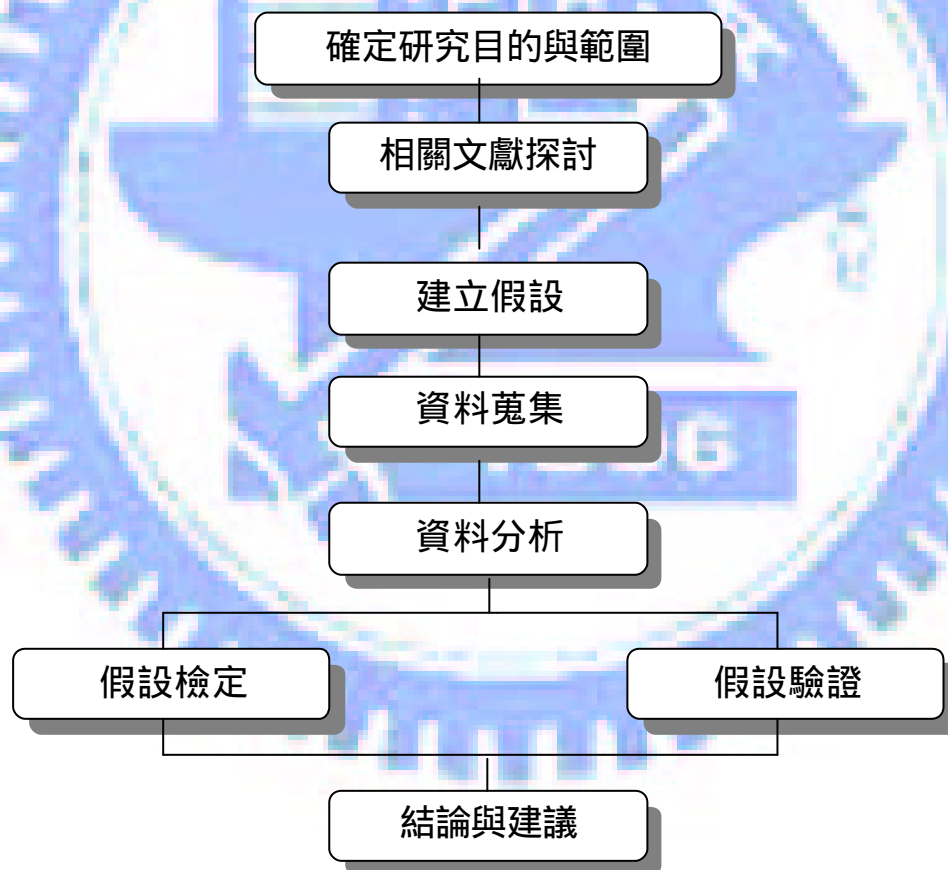 確定研究目的與範圍
相關文獻探討
建立假設
資料蒐集
資料分析
假設檢定
假設驗證
結論與建議